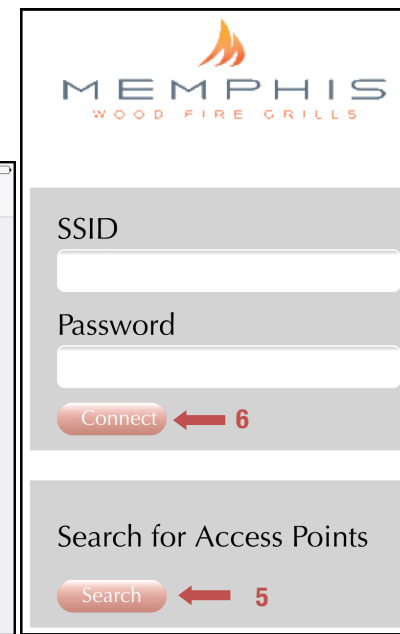 MEMPHIS
WOOD FIRE GRILLS
SSID
Password
Connect 6
Search for Access Points
Search 5